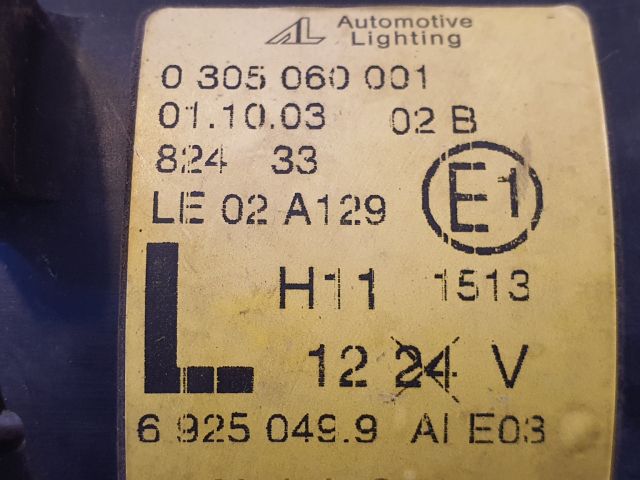 AL Automotive
Lighting
0 305 060 001
01.10.03 02 B
824 33
LE 02 A129 E1
L
H11 1513
12 24 V
6 925 049.9 AI E03